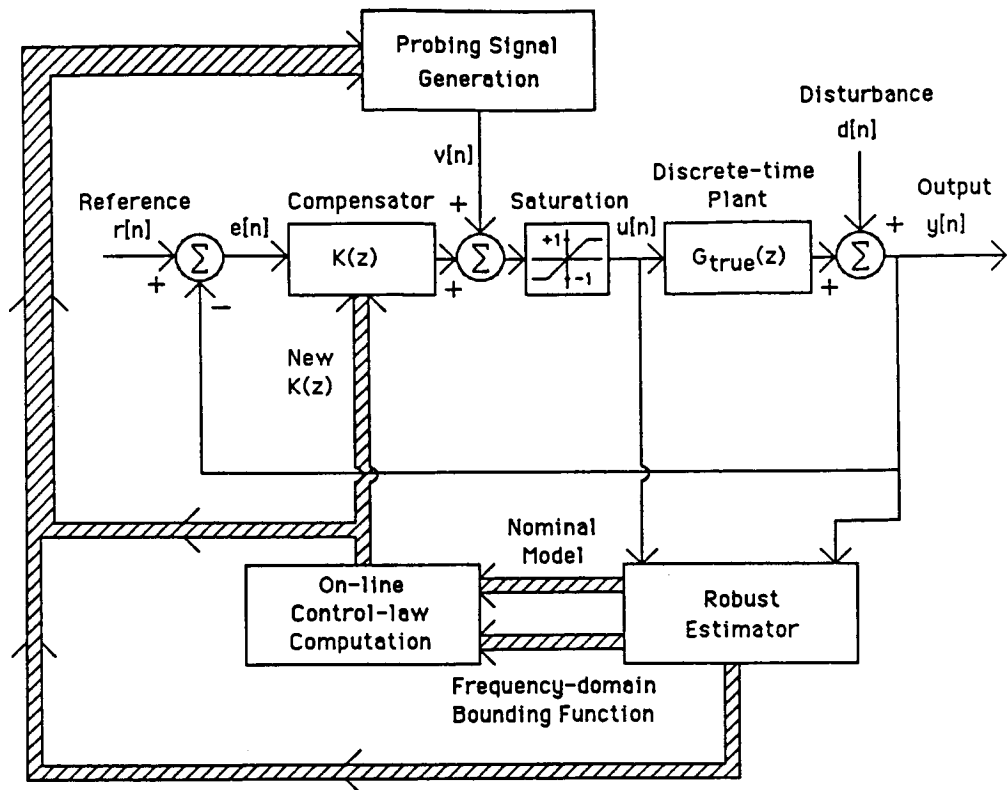 Probing Signal
Generation
Disturbance
d[n]
v[n]
Discrete-time
Plant
Output
y[n]
Reference
r[n]
e[n]
Compensator
Saturation
u[n]
+
+
Σ
+
-
K(z)
Σ
+
+1
-1
Gtrue(z)
Σ
+
New
K(z)
Nominal
Model
On-line
Control-law
Computation
Robust
Estimator
Frequency-domain
Bounding Function